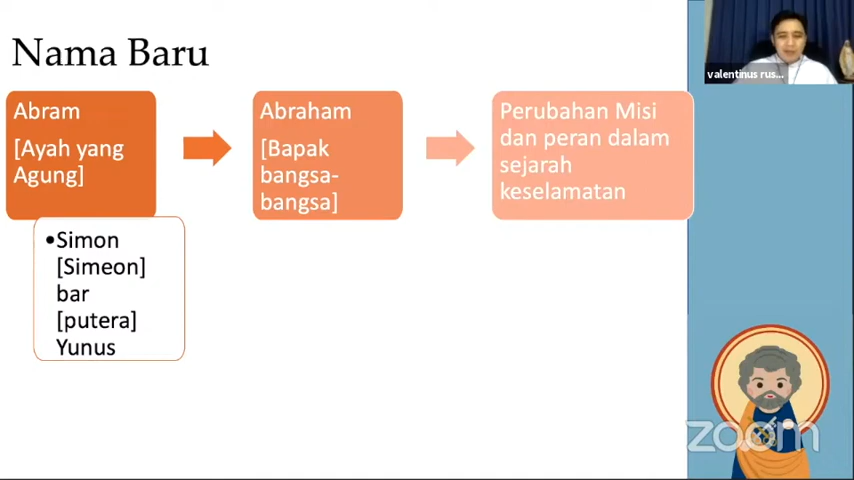 Nama Baru
valentinus rus...
Abram
[Ayah yang
Agung]
Abraham
[Bapak
bangsa-
bangsa]
Perubahan Misi
dan peran dalam
sejarah
keselamatan
•Simon
[Simeon]
bar
[putera]
Yunus
zoom